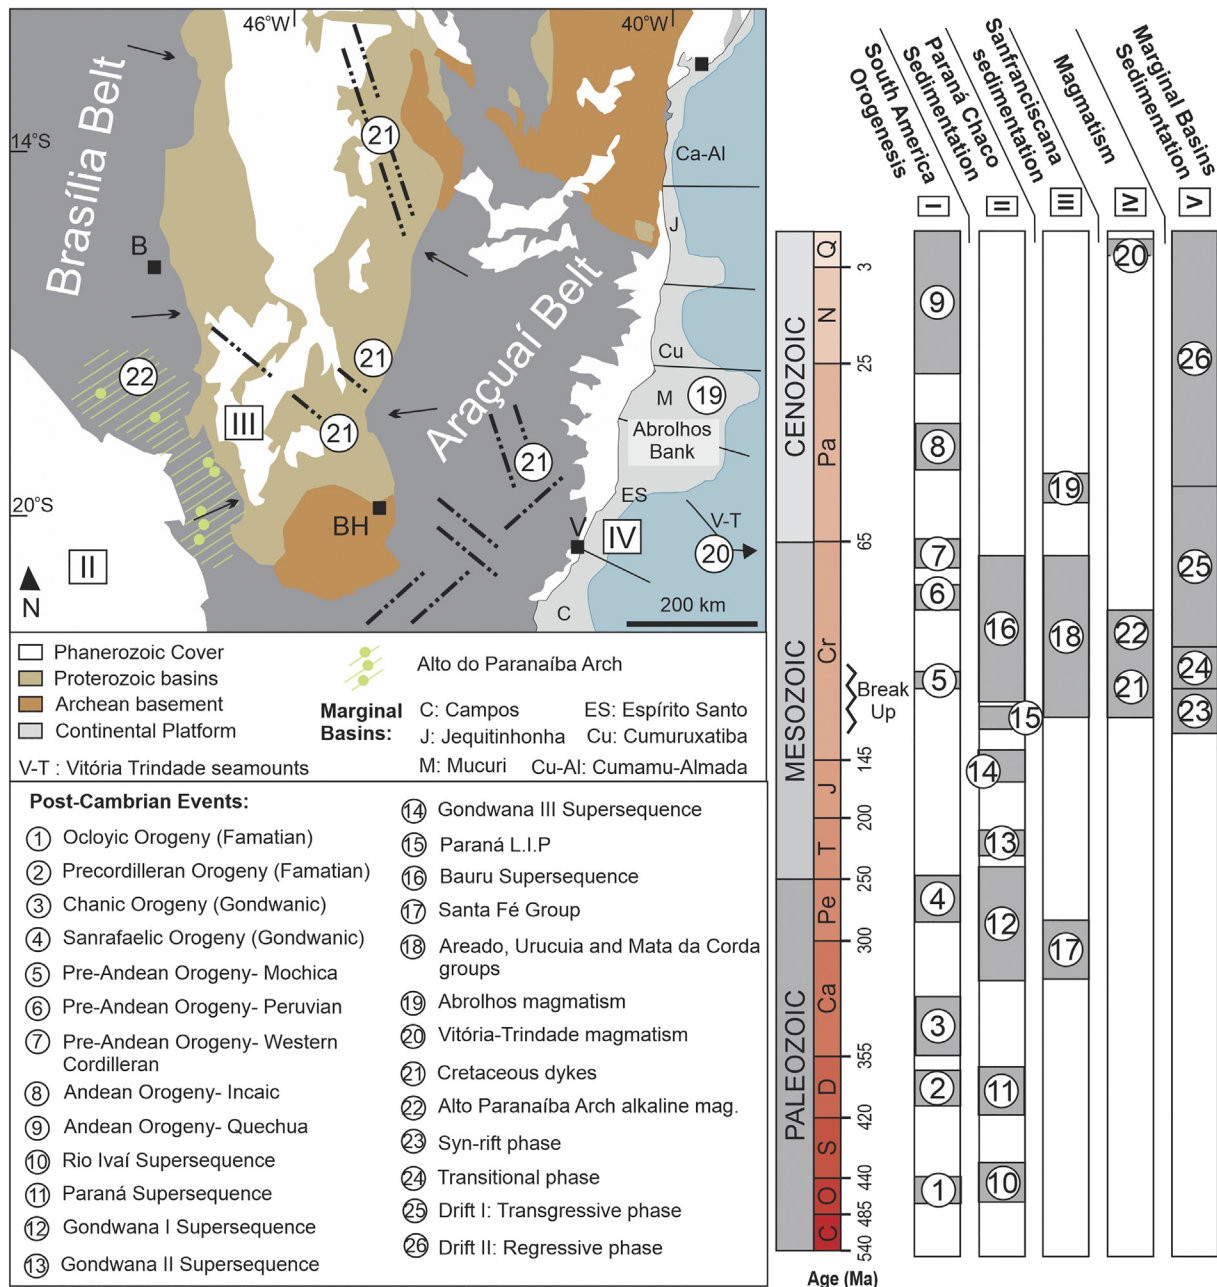 46°W
40°W
14°S
20°S
Brasília Belt
Araçuaí Belt
21
B
22
21
III
21
21
BH
II
N
Ca-Al
J
Cu
M
19
Abrolhos
Bank
ES
V-T
20
V
IV
C
200 km
Phanerozoic Cover
Proterozoic basins
Archean basement
Continental Platform
V-T : Vitória Trindade seamounts
Alto do Paranaíba Arch
Marginal
Basins:
C: Campos
ES: Espírito Santo
J: Jequitinhonha
Cu: Cumuruxatiba
M: Mucuri
Cu-Al: Cumamu-Almada
Post-Cambrian Events:
1 Ocloyic Orogeny (Famatian)
2 Precordilleran Orogeny (Famatian)
3 Chanic Orogeny (Gondwanic)
4 Sanrafaelic Orogeny (Gondwanic)
5 Pre-Andean Orogeny- Mochica
6 Pre-Andean Orogeny- Peruvian
7 Pre-Andean Orogeny- Western
Cordilleran
8 Andean Orogeny- Incaic
9 Andean Orogeny- Quechua
10 Rio Ivaí Supersequence
11 Paraná Supersequence
12 Gondwana I Supersequence
13 Gondwana II Supersequence
14 Gondwana III Supersequence
15 Paraná L.I.P
16 Bauru Supersequence
17 Santa Fé Group
18 Areado, Urucuia and Mata da Corda
groups
19 Abrolhos magmatism
20 Vitória-Trindade magmatism
21 Cretaceous dykes
22 Alto Paranaíba Arch alkaline mag.
23 Syn-rift phase
24 Transitional phase
25 Drift I: Transgressive phase
26 Drift II: Regressive phase
South America
Orogenesis
Paraná Chaco
Sedimentation
Sanfranciscana
sedimentation
Magmatism
Marginal Basins
Sedimentation
I
II
III
IV
V
CENOZOIC
MESOZOIC
PALEOZOIC
Q
N
Pa
Cr
J
T
Pe
Ca
D
S
O
C
3
25
65
145
200
250
300
355
420
440
485
540
Age (Ma)
Break
Up
9
8
7
6
5
4
3
2
1
16
15
14
13
12
11
10
19
18
17
20
22
21
26
25
24
23